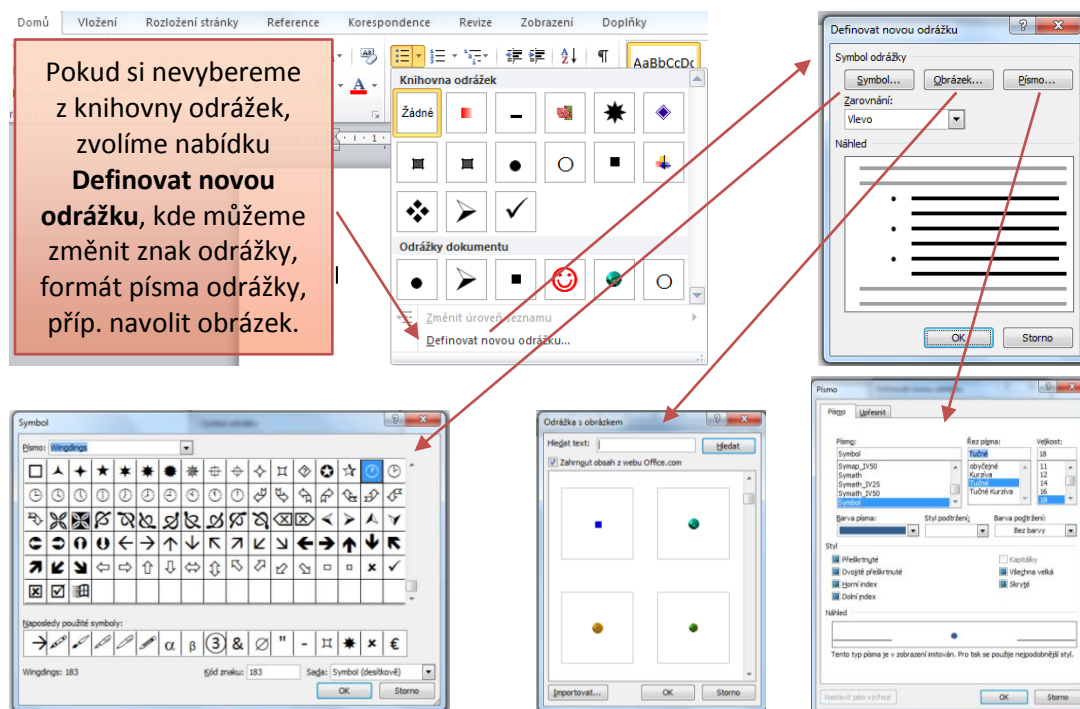 Domů Vložení Rozložení stránky Reference Korespondence Revize Zobrazení Doplňky
AaBbCcDc
Pokud si nevybereme
z knihovny odrážek,
zvolíme nabídku
Definovat novou
odrážku, kde můžeme
změnit znak odrážky,
formát písma odrážky,
příp. navolit obrázek.
Knihovna odrážek
Žádné
Odrážky dokumentu
Změnit úroveň seznamu
Definovat novou odrážku...
Definovat novou odrážku
Symbol odrážky
Symbol... Obrázek... Písmo...
Zarovnání:
Vlevo
Náhled
OK Storno
Symbol
Písmo: Wingdings
Naposledy použité symboly:
α β ③ & ∅ " - × €
Wingdings: 183 Kód znaku: 183 Sada: Symbol (desítkově)
OK Storno
Odrážka s obrázkem
Hledat text: Hledat
Zahrnout obsah z webu Office.com
Importovat... OK Storno
Písmo
Písmo Upřesnit
Písmo: Řez písma: Velikost:
Symbol Tučné 18
Symap_IV50 obyčejné 11
Symath Kurzíva 12
Symath_IV25 Tučné 14
Symath_IV50 Tučné Kurzíva 16
Symbol 18
Barva písma: Styl podtržení: Barva podtržení:
Bez barvy
Styl
Přeškrtnuté Kapitálky
Dvojitě přeškrtnuté Všechna velká
Horní index Skryté
Dolní index
Náhled
Tento typ písma je v zobrazení imitován. Pro tisk se použije nejpodobnější styl.
Nastavit jako výchozí OK Storno